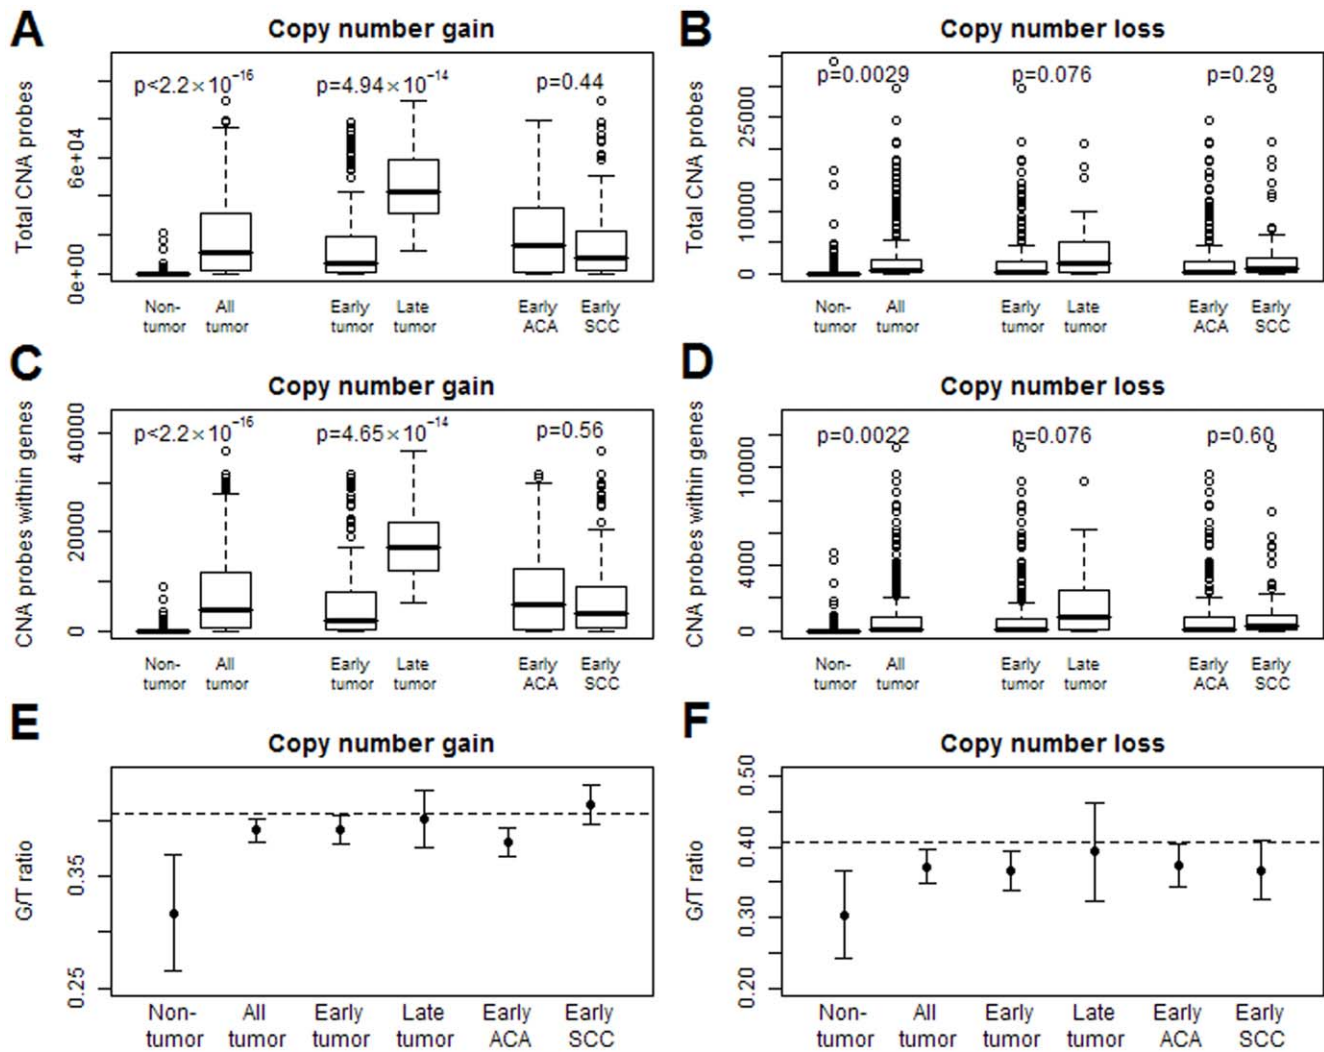 A
Copy number gain
Total CNA probes
0e+00
6e+04
p<2.2×10−16
p=4.94×10−14
p=0.44
Non-
tumor
All
tumor
Early
tumor
Late
tumor
Early
ACA
Early
SCC
B
Copy number loss
Total CNA probes
0
10000
25000
p=0.0029
p=0.076
p=0.29
Non-
tumor
All
tumor
Early
tumor
Late
tumor
Early
ACA
Early
SCC
C
Copy number gain
CNA probes within genes
0
20000
40000
p<2.2×10−16
p=4.65×10−14
p=0.56
Non-
tumor
All
tumor
Early
tumor
Late
tumor
Early
ACA
Early
SCC
D
Copy number loss
CNA probes within genes
0
4000
10000
p=0.0022
p=0.076
p=0.60
Non-
tumor
All
tumor
Early
tumor
Late
tumor
Early
ACA
Early
SCC
E
Copy number gain
G/T ratio
0.25
0.35
Non-
tumor
All
tumor
Early
tumor
Late
tumor
Early
ACA
Early
SCC
F
Copy number loss
G/T ratio
0.20
0.30
0.40
0.50
Non-
tumor
All
tumor
Early
tumor
Late
tumor
Early
ACA
Early
SCC